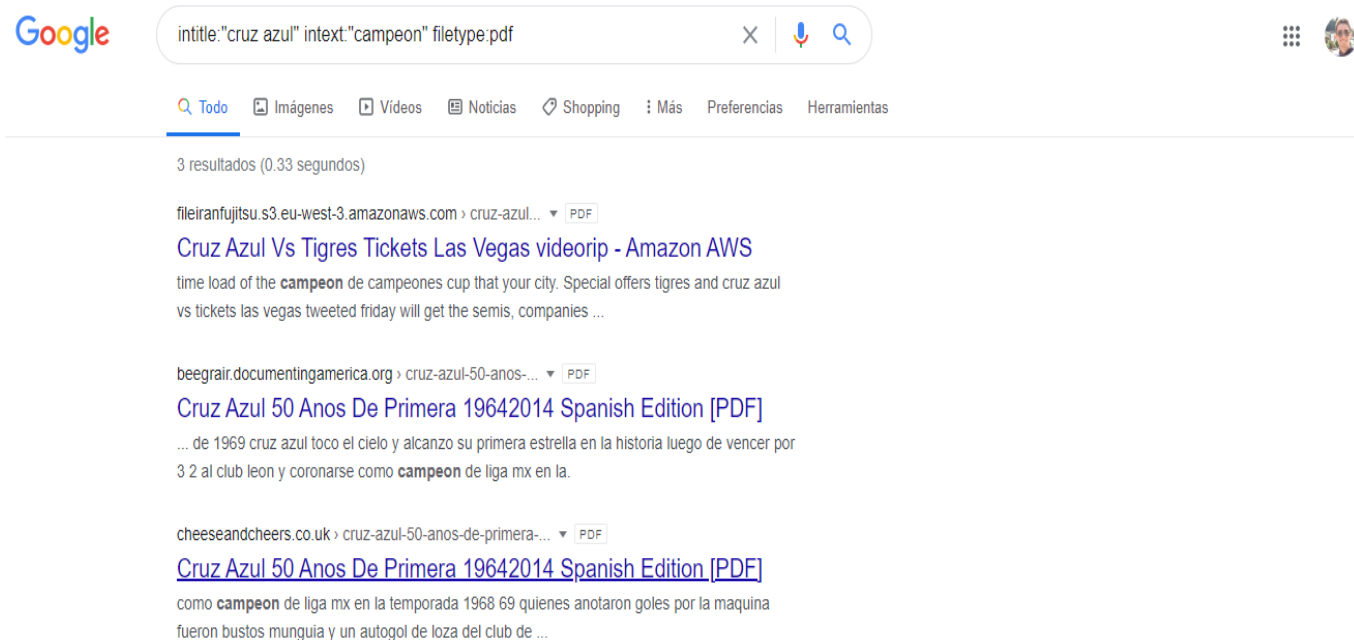 Google
intitle:"cruz azul" intext:"campeon" filetype:pdf
Todo Imágenes Vídeos Noticias Shopping Más Preferencias Herramientas
3 resultados (0.33 segundos)
fileiranfujitsu.s3.eu-west-3.amazonaws.com › cruz-azul... ▼ PDF
Cruz Azul Vs Tigres Tickets Las Vegas videorip - Amazon AWS
time load of the campeon de campeones cup that your city. Special offers tigres and cruz azul
vs tickets las vegas tweeted friday will get the semis, companies ...
beegrair.documentingamerica.org › cruz-azul-50-anos-... ▼ PDF
Cruz Azul 50 Anos De Primera 19642014 Spanish Edition [PDF]
... de 1969 cruz azul toco el cielo y alcanzo su primera estrella en la historia luego de vencer por
3 2 al club leon y coronarse como campeon de liga mx en la.
cheeseandcheers.co.uk › cruz-azul-50-anos-de-primera-... ▼ PDF
Cruz Azul 50 Anos De Primera 19642014 Spanish Edition [PDF]
como campeon de liga mx en la temporada 1968 69 quienes anotaron goles por la maquina
fueron bustos munguia y un autogol de loza del club de ...